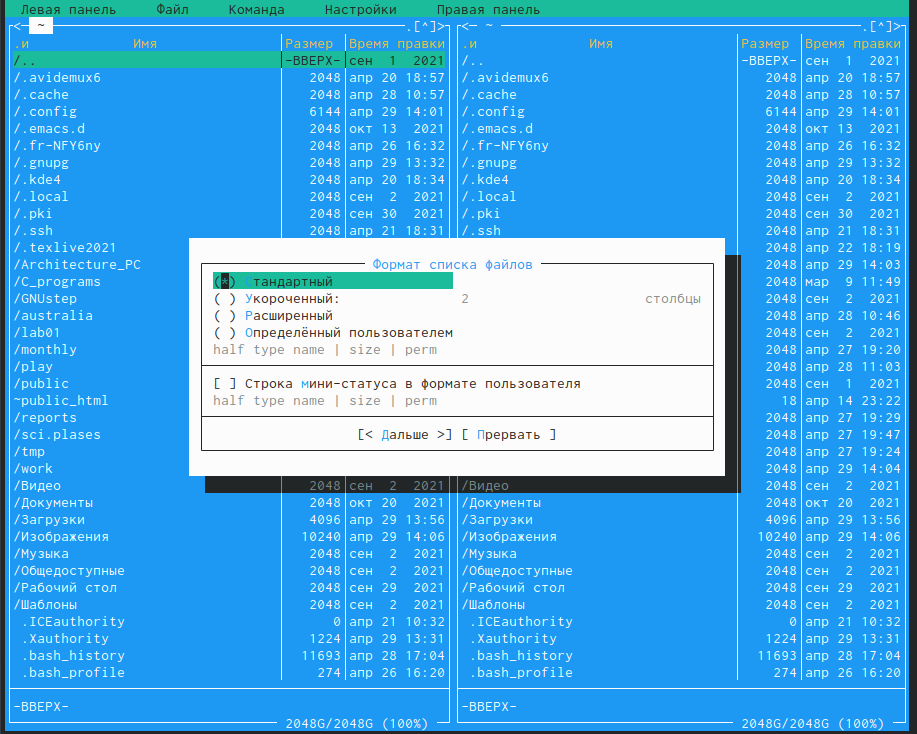 Левая панель Файл Команда Настройки Правая панель
<─ ~ .[^]> <─ ~ .[^]>
.и Имя Размер Время правки .и Имя Размер Время правки
/.. -ВВЕРХ- сен 1 2021 /.. -ВВЕРХ- сен 1 2021
/.avidemux6 2048 апр 20 18:57 /.avidemux6 2048 апр 20 18:57
/.cache 2048 апр 28 10:57 /.cache 2048 апр 28 10:57
/.config 6144 апр 29 14:01 /.config 6144 апр 29 14:01
/.emacs.d 2048 окт 13 2021 /.emacs.d 2048 окт 13 2021
/.fr-NFY6ny 2048 апр 26 16:32 /.fr-NFY6ny 2048 апр 26 16:32
/.gnupg 2048 апр 29 13:32 /.gnupg 2048 апр 29 13:32
/.kde4 2048 апр 20 18:34 /.kde4 2048 апр 20 18:34
/.local 2048 сен 2 2021 /.local 2048 сен 2 2021
/.pki 2048 сен 30 2021 /.pki 2048 сен 30 2021
/.ssh 2048 апр 21 18:31 /.ssh 2048 апр 21 18:31
/.texlive2021 2048 апр 22 18:19
/Architecture_PC 2048 апр 29 14:03
/C_programs 2048 мар 9 11:49
/GNUstep 2048 сен 2 2021
/australia 2048 апр 28 10:46
/lab01 2048 сен 2 2021
/monthly 2048 апр 27 19:20
/play 2048 апр 28 11:03
/public 2048 сен 1 2021
~public_html 18 апр 14 23:22
/reports 2048 апр 27 19:29
/sci.plases 2048 апр 27 19:47
/tmp 2048 апр 27 19:24
/work 2048 апр 29 14:04
Формат списка файлов
(*) Стандартный
( ) Укороченный: 2 столбцы
( ) Расширенный
( ) Определённый пользователем
half type name | size | perm
[ ] Строка мини-статуса в формате пользователя
half type name | size | perm
[< Дальше >] [ Прервать ]
/Видео 2048 сен 2 2021 /Видео 2048 сен 2 2021
/Документы 2048 окт 20 2021 /Документы 2048 окт 20 2021
/Загрузки 4096 апр 29 13:56 /Загрузки 4096 апр 29 13:56
/Изображения 10240 апр 29 14:06 /Изображения 10240 апр 29 14:06
/Музыка 2048 сен 2 2021 /Музыка 2048 сен 2 2021
/Общедоступные 2048 сен 2 2021 /Общедоступные 2048 сен 2 2021
/Рабочий стол 2048 сен 29 2021 /Рабочий стол 2048 сен 29 2021
/Шаблоны 2048 сен 2 2021 /Шаблоны 2048 сен 2 2021
.ICEauthority 0 апр 21 10:32 .ICEauthority 0 апр 21 10:32
.Xauthority 1224 апр 29 13:31 .Xauthority 1224 апр 29 13:31
.bash_history 11693 апр 28 17:04 .bash_history 11693 апр 28 17:04
.bash_profile 274 апр 26 16:20 .bash_profile 274 апр 26 16:20
-ВВЕРХ- -ВВЕРХ-
2048G/2048G (100%) 2048G/2048G (100%)